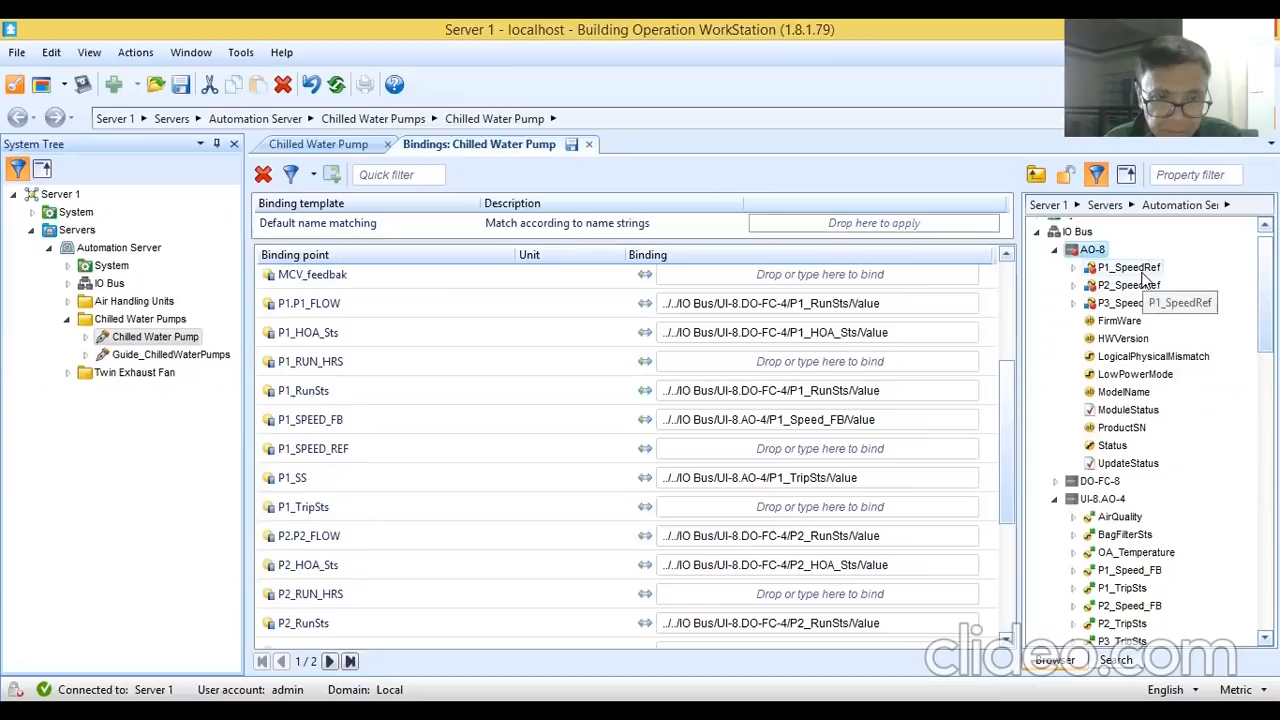 Server 1 - localhost - Building Operation WorkStation (1.8.1.79)
File Edit View Actions Window Tools Help
Server 1 Servers Automation Server Chilled Water Pumps Chilled Water Pump
System Tree
Server 1
System
Servers
Automation Server
System
IO Bus
Air Handling Units
Chilled Water Pumps
Chilled Water Pump
Guide_ChilledWaterPumps
Twin Exhaust Fan
Chilled Water Pump Bindings: Chilled Water Pump
Quick filter
Binding template Description
Default name matching Match according to name strings Drop here to apply
Binding point Unit Binding
MCV_feedbak Drop or type here to bind
P1.P1_FLOW ../../IO Bus/UI-8.DO-FC-4/P1_RunSts/Value
P1_HOA_Sts ../../IO Bus/UI-8.DO-FC-4/P1_HOA_Sts/Value
P1_RUN_HRS Drop or type here to bind
P1_RunSts ../../IO Bus/UI-8.DO-FC-4/P1_RunSts/Value
P1_SPEED_FB ../../IO Bus/UI-8.AO-4/P1_Speed_FB/Value
P1_SPEED_REF Drop or type here to bind
P1_SS ../../IO Bus/UI-8.AO-4/P1_TripSts/Value
P1_TripSts Drop or type here to bind
P2.P2_FLOW ../../IO Bus/UI-8.DO-FC-4/P2_RunSts/Value
P2_HOA_Sts ../../IO Bus/UI-8.DO-FC-4/P2_HOA_Sts/Value
P2_RUN_HRS Drop or type here to bind
P2_RunSts ../../IO Bus/UI-8.DO-FC-4/P2_RunSts/Value
1 / 2
Property filter
Server 1 Servers Automation Ser
IO Bus
AO-8
P1_SpeedRef
P2_SpeedRef
P3_Speed
P1_SpeedRef
FirmWare
HWVersion
LogicalPhysicalMismatch
LowPowerMode
ModelName
ModuleStatus
ProductSN
Status
UpdateStatus
DO-FC-8
UI-8.AO-4
AirQuality
BagFilterSts
OA_Temperature
P1_Speed_FB
P1_TripSts
P2_Speed_FB
P2_TripSts
P3_TripSts
Browser Search
clideo.com
Connected to: Server 1 User account: admin Domain: Local English Metric